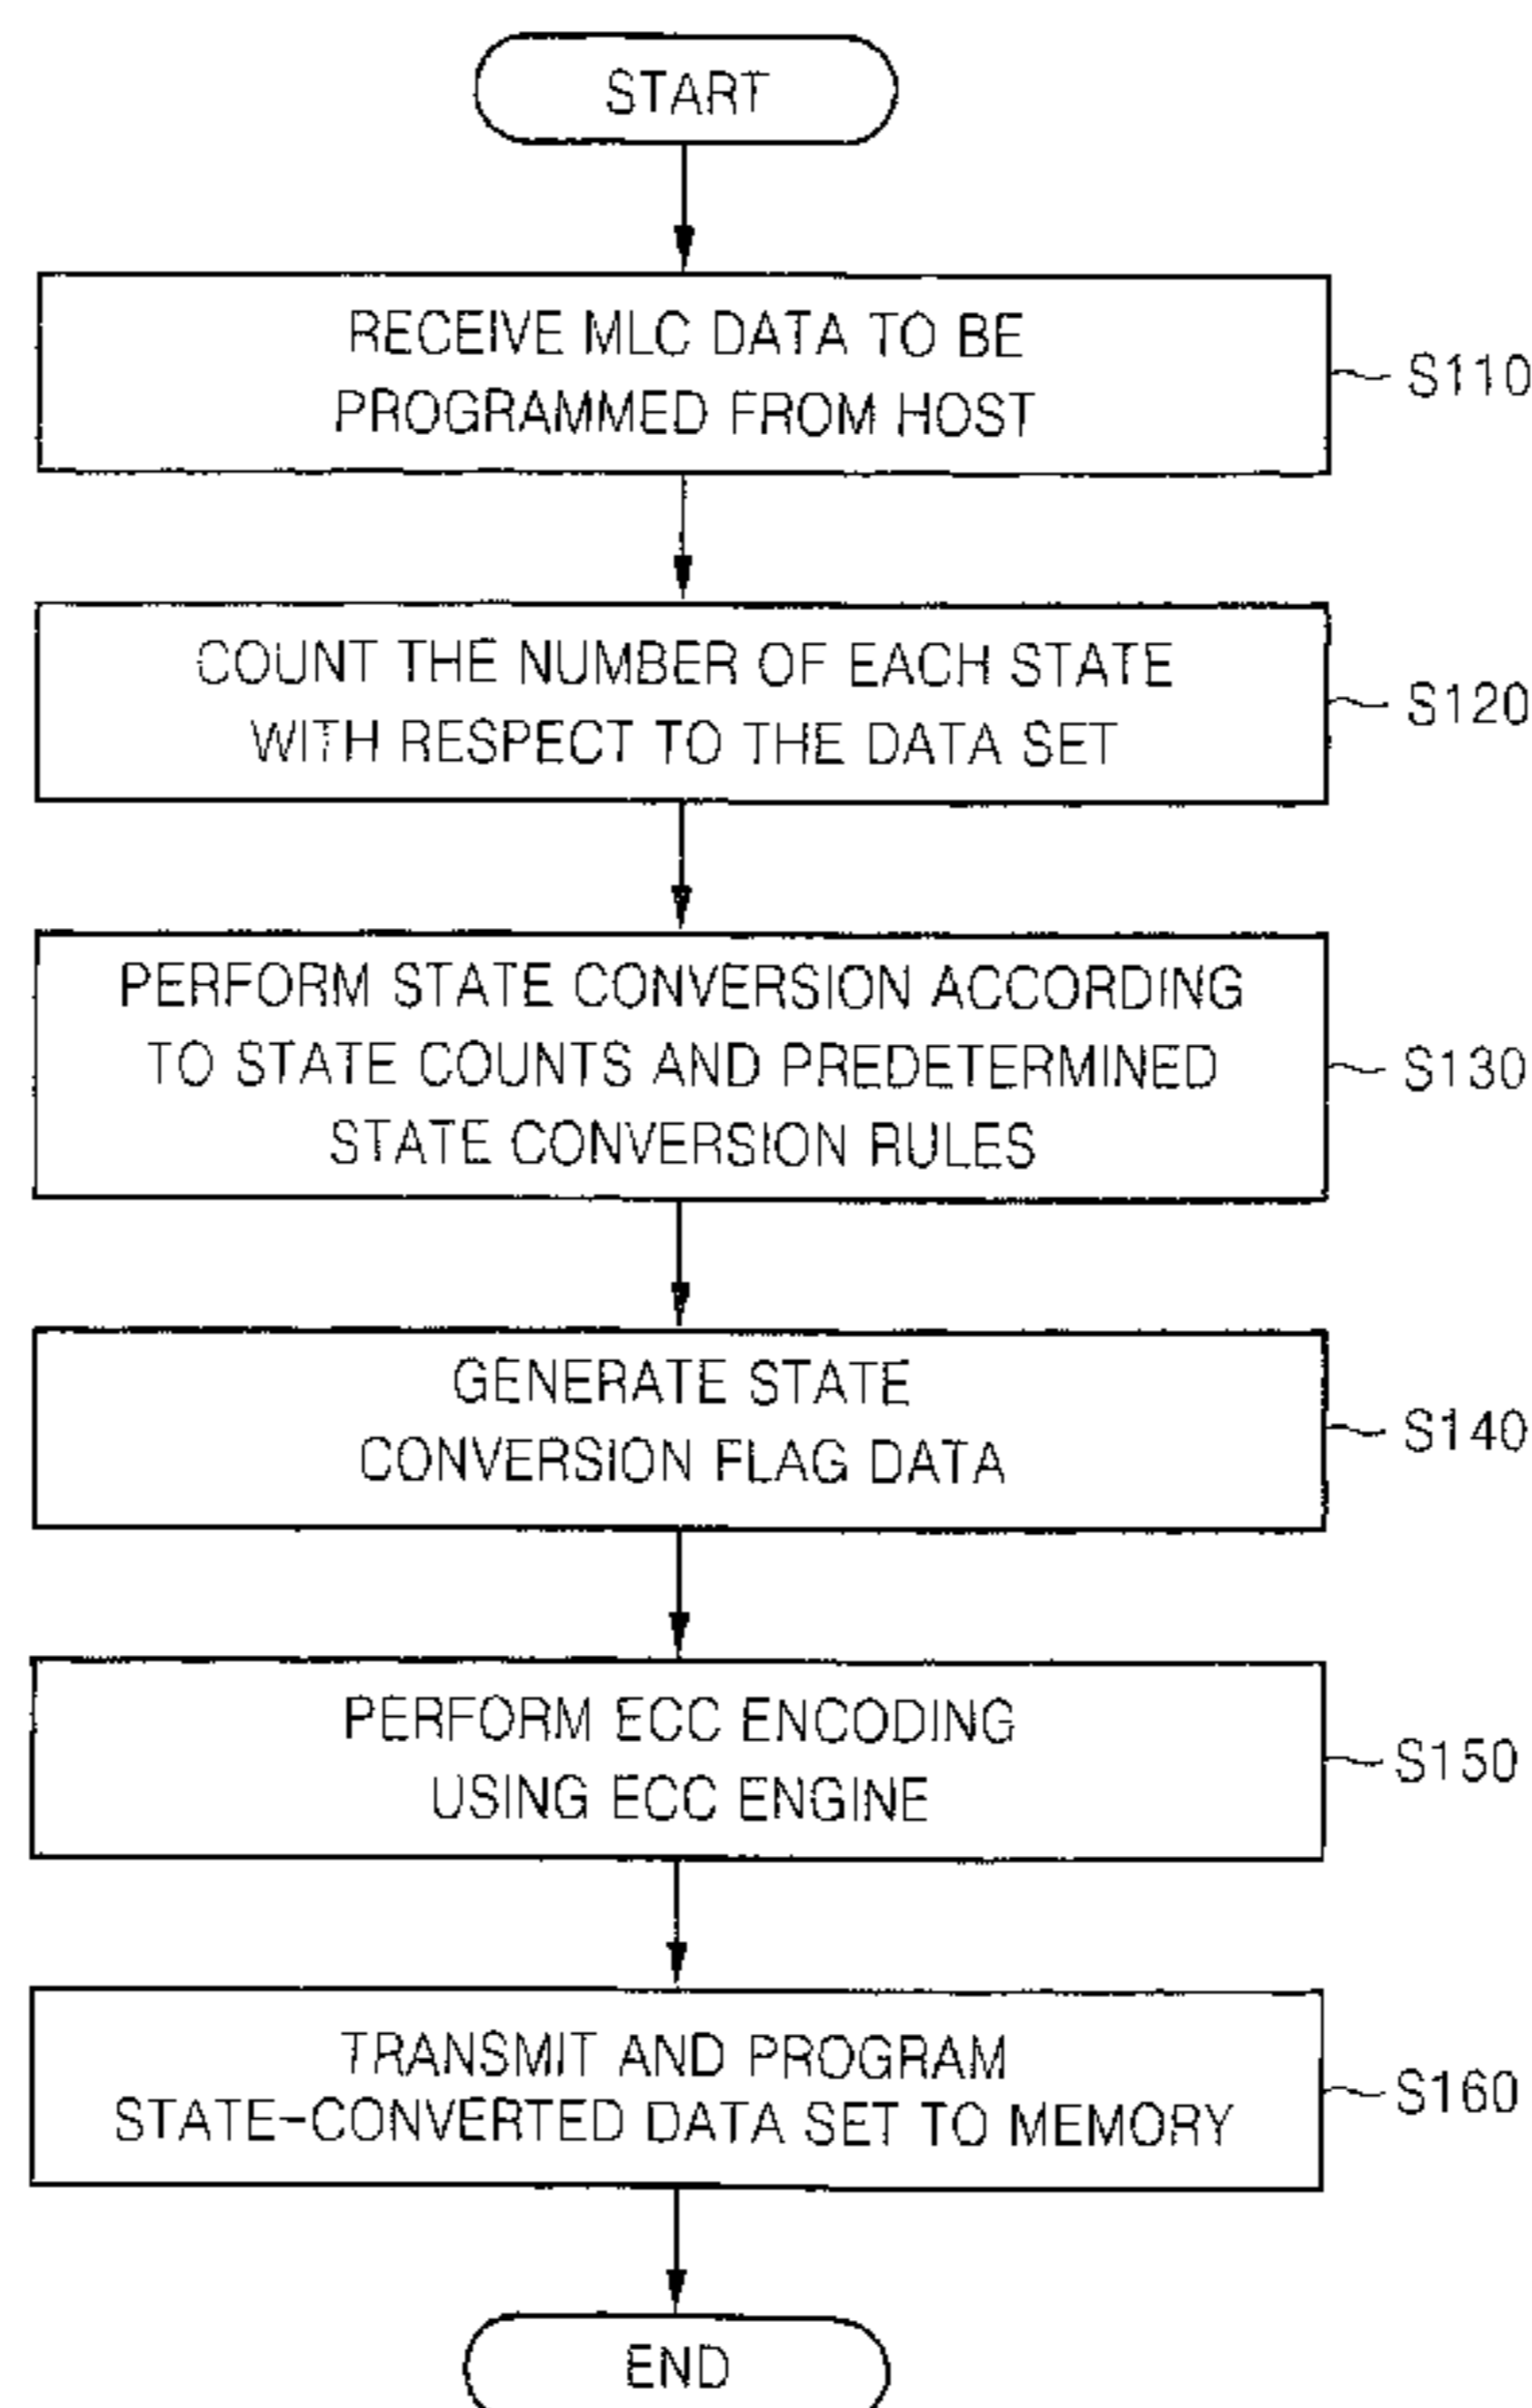 START
RECEIVE MLC DATA TO BE
PROGRAMMED FROM HOST
S110
COUNT THE NUMBER OF EACH STATE
WITH RESPECT TO THE DATA SET
S120
PERFORM STATE CONVERSION ACCORDING
TO STATE COUNTS AND PREDETERMINED
STATE CONVERSION RULES
S130
GENERATE STATE
CONVERSION FLAG DATA
S140
PERFORM ECC ENCODING
USING ECC ENGINE
S150
TRANSMIT AND PROGRAM
STATE-CONVERTED DATA SET TO MEMORY
S160
END